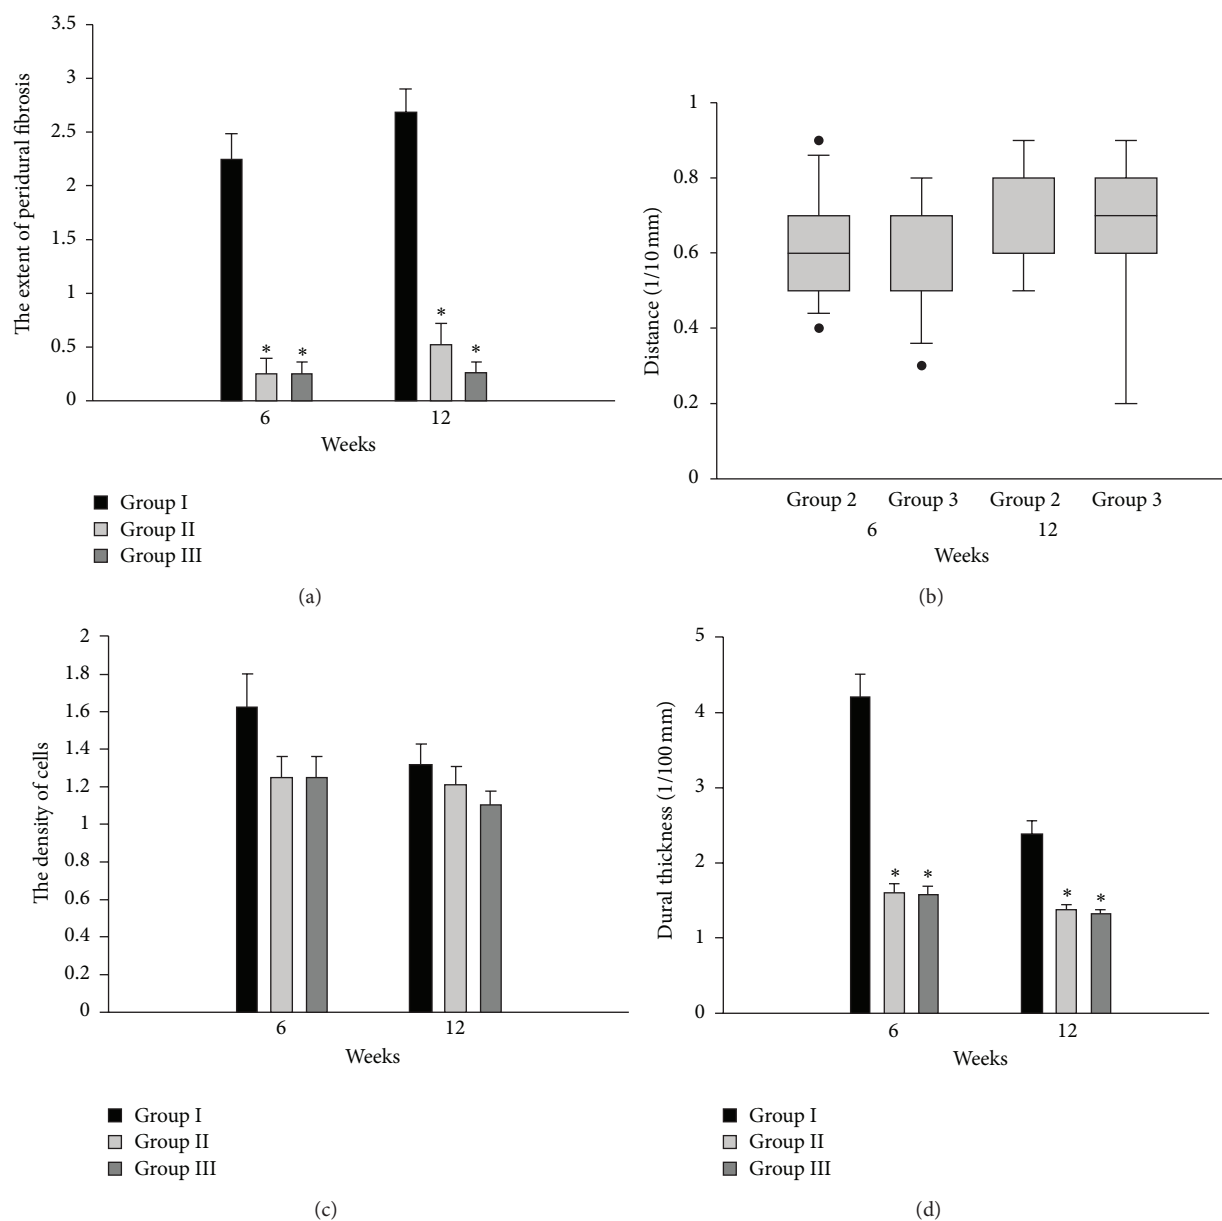 3.5
3
2.5
2
1.5
1
0.5
0
The extent of peridural fibrosis
* * * *
6 12
Weeks
Group I
Group II
Group III
(a)
1
0.8
0.6
0.4
0.2
0
Distance (1/10 mm)
Group 2 Group 3 Group 2 Group 3
6 12
Weeks
(b)
2
1.8
1.6
1.4
1.2
1
0.8
0.6
0.4
0.2
0
The density of cells
6 12
Weeks
Group I
Group II
Group III
(c)
5
4
3
2
1
0
Dural thickness (1/100 mm)
* * * *
6 12
Weeks
Group I
Group II
Group III
(d)